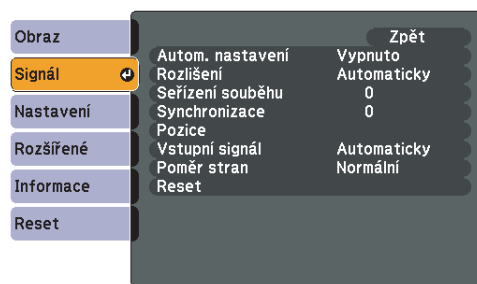 Obraz
Signál
Nastavení
Rozšířené
Informace
Reset
Zpět
Autom. nastavení Vypnuto
Rozlišení Automaticky
Seřízení souběhu 0
Synchronizace 0
Pozice
Vstupní signál Automaticky
Poměr stran Normální
Reset